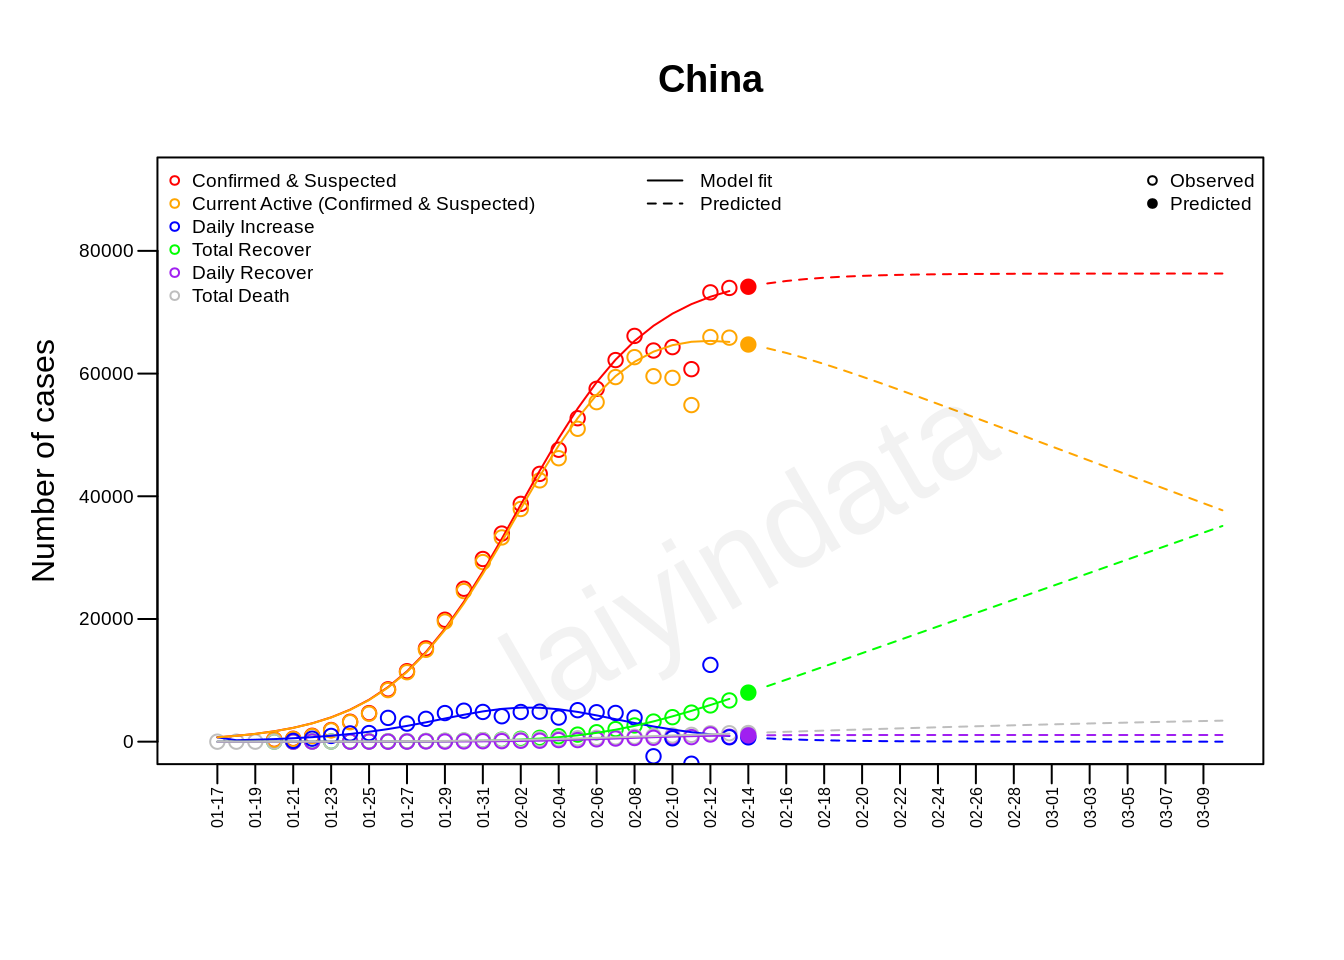 China
Confirmed & Suspected
Current Active (Confirmed & Suspected)
Daily Increase
Total Recover
Daily Recover
Total Death
Model fit
Predicted
Observed
Predicted
Number of cases
80000
60000
40000
20000
0
laiyindata
01-17
01-19
01-21
01-23
01-25
01-27
01-29
01-31
02-02
02-04
02-06
02-08
02-10
02-12
02-14
02-16
02-18
02-20
02-22
02-24
02-26
02-28
03-01
03-03
03-05
03-07
03-09